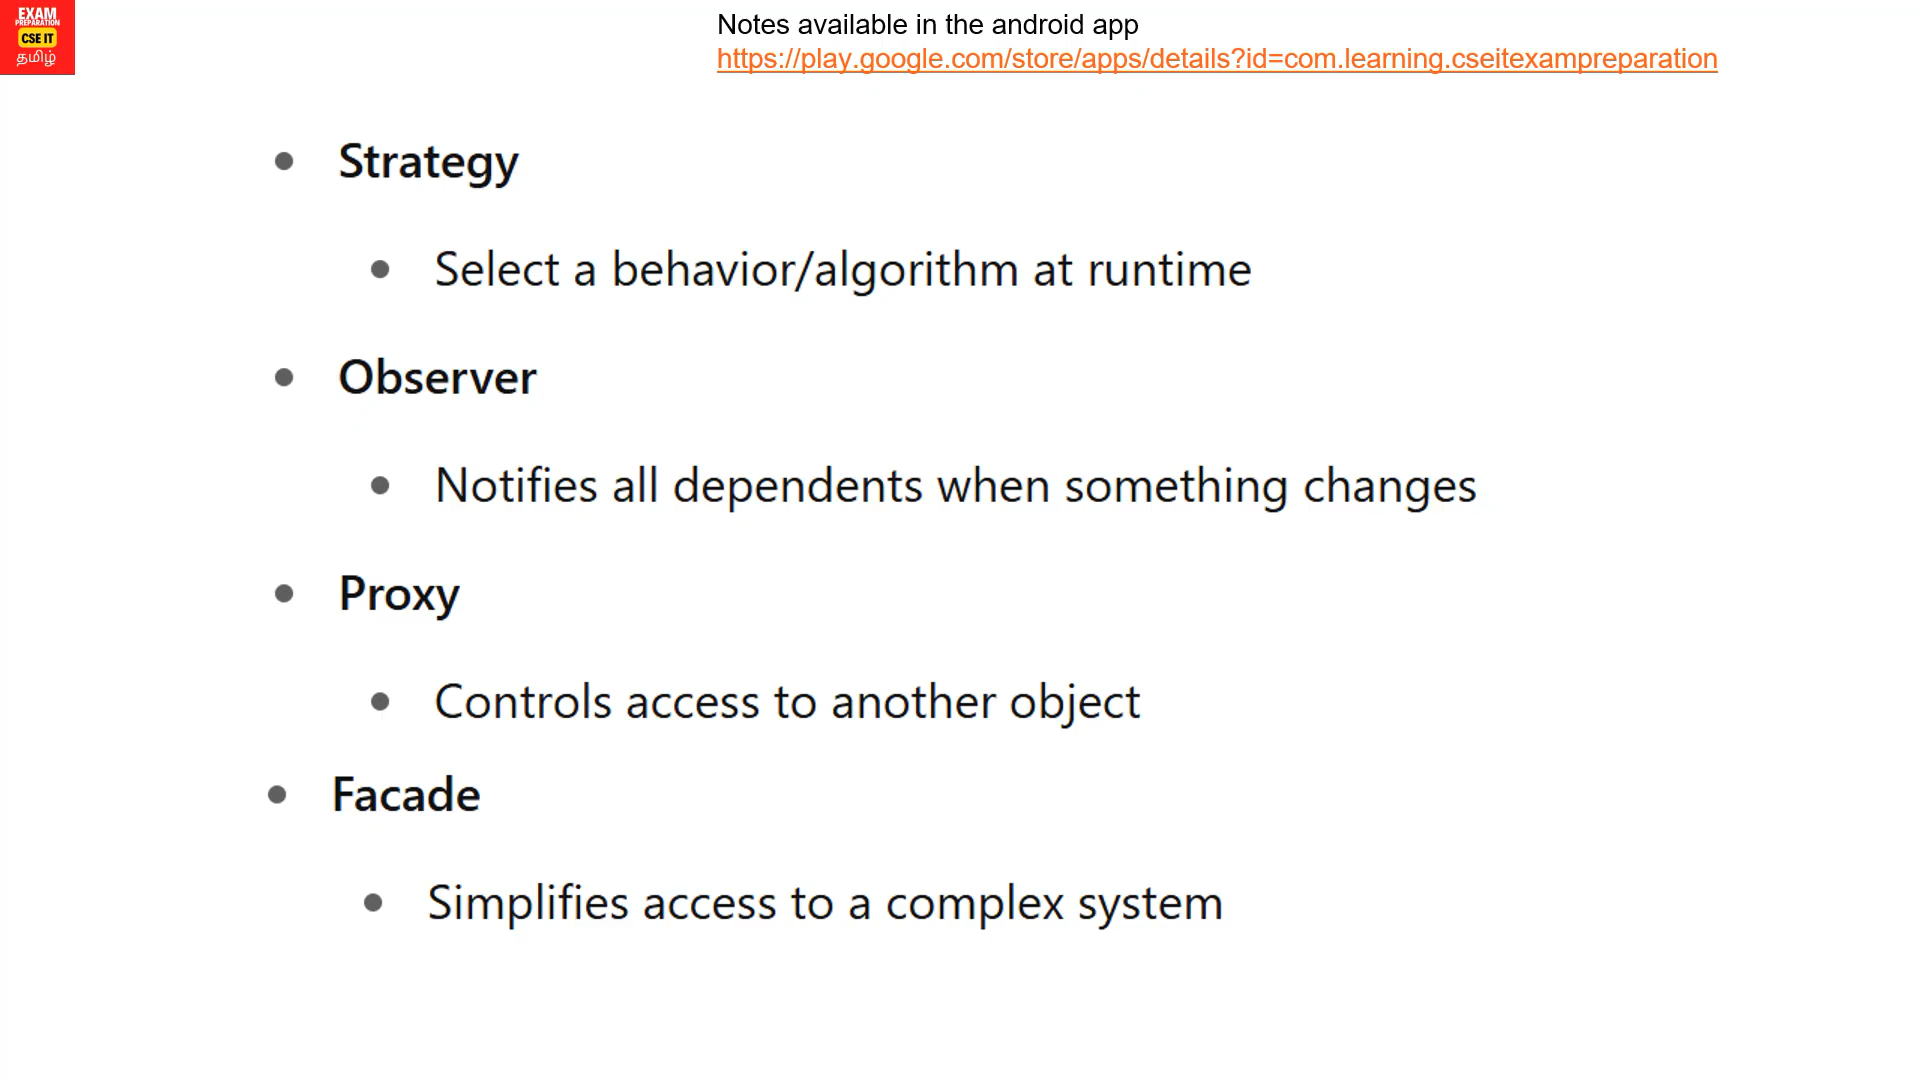 EXAM
PREPARATION
CSE IT
தமிழ்
Notes available in the android app
https://play.google.com/store/apps/details?id=com.learning.cseitexampreparation
• Strategy
• Select a behavior/algorithm at runtime
• Observer
• Notifies all dependents when something changes
• Proxy
• Controls access to another object
• Facade
• Simplifies access to a complex system